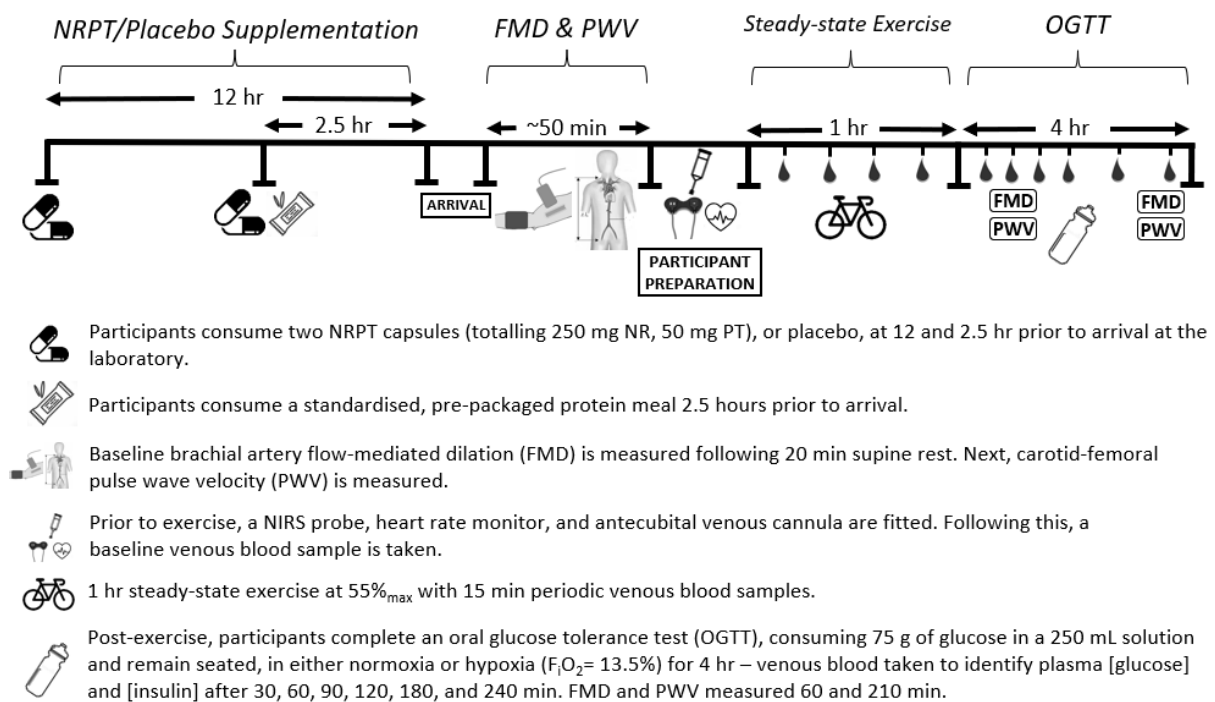 NRPT/Placebo Supplementation
FMD & PWV
Steady-state Exercise
OGTT
12 hr
2.5 hr
~50 min
1 hr
4 hr
ARRIVAL
FMD
PWV
FMD
PWV
PARTICIPANT
PREPARATION
Participants consume two NRPT capsules (totalling 250 mg NR, 50 mg PT), or placebo, at 12 and 2.5 hr prior to arrival at the
laboratory.
Participants consume a standardised, pre-packaged protein meal 2.5 hours prior to arrival.
Baseline brachial artery flow-mediated dilation (FMD) is measured following 20 min supine rest. Next, carotid-femoral
pulse wave velocity (PWV) is measured.
Prior to exercise, a NIRS probe, heart rate monitor, and antecubital venous cannula are fitted. Following this, a
baseline venous blood sample is taken.
1 hr steady-state exercise at 55%max with 15 min periodic venous blood samples.
Post-exercise, participants complete an oral glucose tolerance test (OGTT), consuming 75 g of glucose in a 250 mL solution
and remain seated, in either normoxia or hypoxia (FiO2= 13.5%) for 4 hr – venous blood taken to identify plasma [glucose]
and [insulin] after 30, 60, 90, 120, 180, and 240 min. FMD and PWV measured 60 and 210 min.